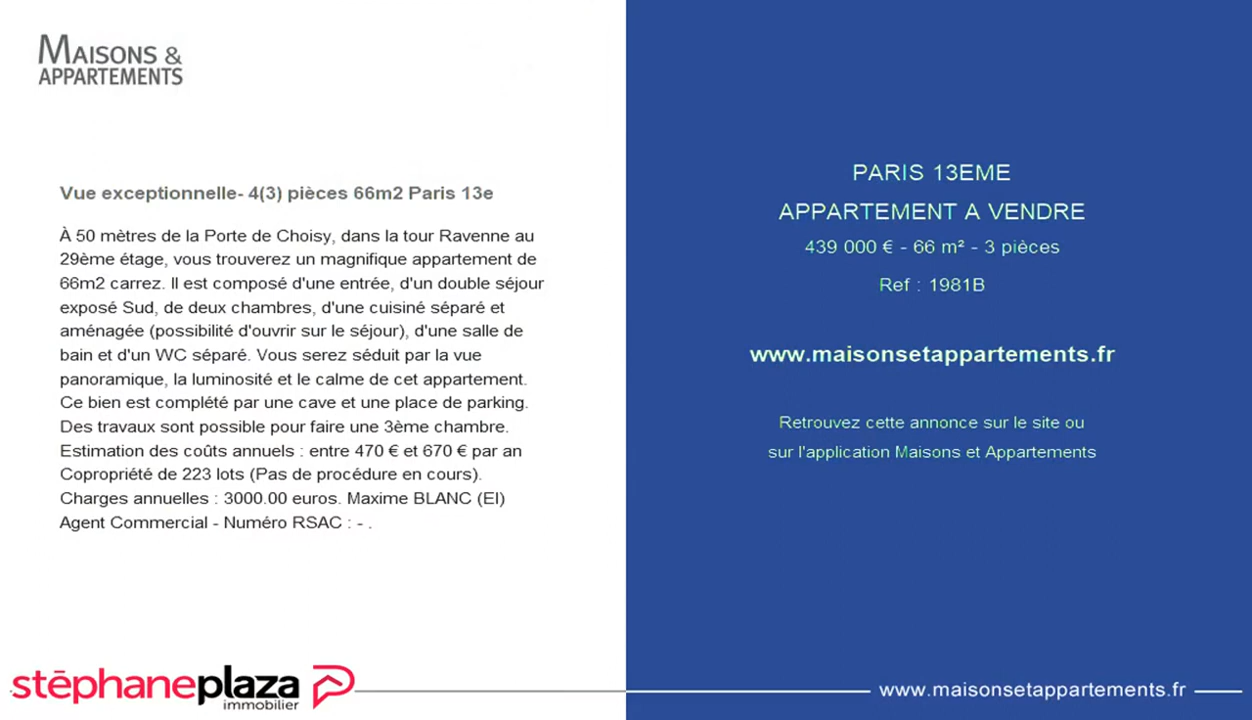 MAISONS &
APPARTEMENTS
Vue exceptionnelle- 4(3) pièces 66m2 Paris 13e
À 50 mètres de la Porte de Choisy, dans la tour Ravenne au
29ème étage, vous trouverez un magnifique appartement de
66m2 carrez. Il est composé d'une entrée, d'un double séjour
exposé Sud, de deux chambres, d'une cuisiné séparé et
aménagée (possibilité d'ouvrir sur le séjour), d'une salle de
bain et d'un WC séparé. Vous serez séduit par la vue
panoramique, la luminosité et le calme de cet appartement.
Ce bien est complété par une cave et une place de parking.
Des travaux sont possible pour faire une 3ème chambre.
Estimation des coûts annuels : entre 470 € et 670 € par an
Copropriété de 223 lots (Pas de procédure en cours).
Charges annuelles : 3000.00 euros. Maxime BLANC (EI)
Agent Commercial - Numéro RSAC : - .
stéphaneplaza
immobilier
PARIS 13EME
APPARTEMENT A VENDRE
439 000 € - 66 m² - 3 pièces
Ref : 1981B
www.maisonsetappartements.fr
Retrouvez cette annonce sur le site ou
sur l'application Maisons et Appartements
www.maisonsetappartements.fr